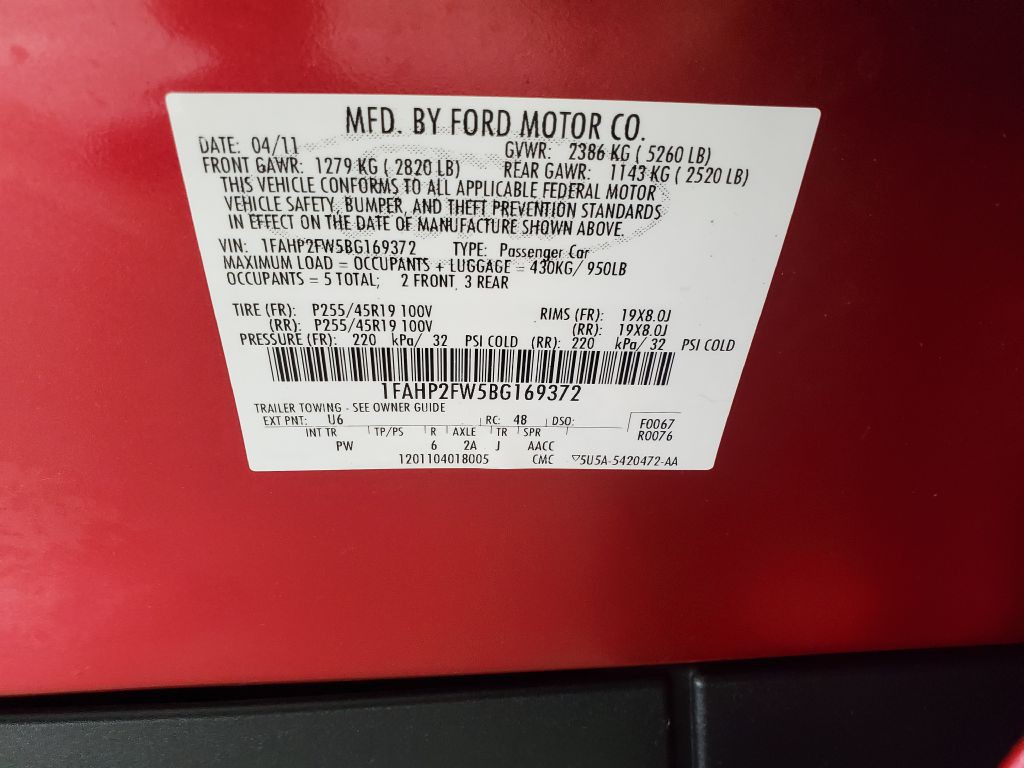 MFD. BY FORD MOTOR CO.
DATE: 04/11 GVWR: 2386 KG ( 5260 LB)
FRONT GAWR: 1279 KG ( 2820 LB) REAR GAWR: 1143 KG ( 2520 LB)
THIS VEHICLE CONFORMS TO ALL APPLICABLE FEDERAL MOTOR
VEHICLE SAFETY, BUMPER, AND THEFT PREVENTION STANDARDS
IN EFFECT ON THE DATE OF MANUFACTURE SHOWN ABOVE.
VIN: 1FAHP2FW5BG169372 TYPE: Passenger Car
MAXIMUM LOAD = OCCUPANTS + LUGGAGE = 430KG/ 950LB
OCCUPANTS = 5 TOTAL; 2 FRONT, 3 REAR
TIRE (FR): P255/45R19 100V RIMS (FR): 19X8.0J
(RR): P255/45R19 100V (RR): 19X8.0J
PRESSURE (FR): 220 kPa/ 32 PSI COLD (RR): 220 kPa/ 32 PSI COLD
1FAHP2FW5BG169372
TRAILER TOWING - SEE OWNER GUIDE
EXT PNT: U6 RC: 48 DSO: F0067
INT TR TP/PS R AXLE TR SPR R0076
PW 6 2A J AACC
1201104018005 CMC ▽5U5A-5420472-AA